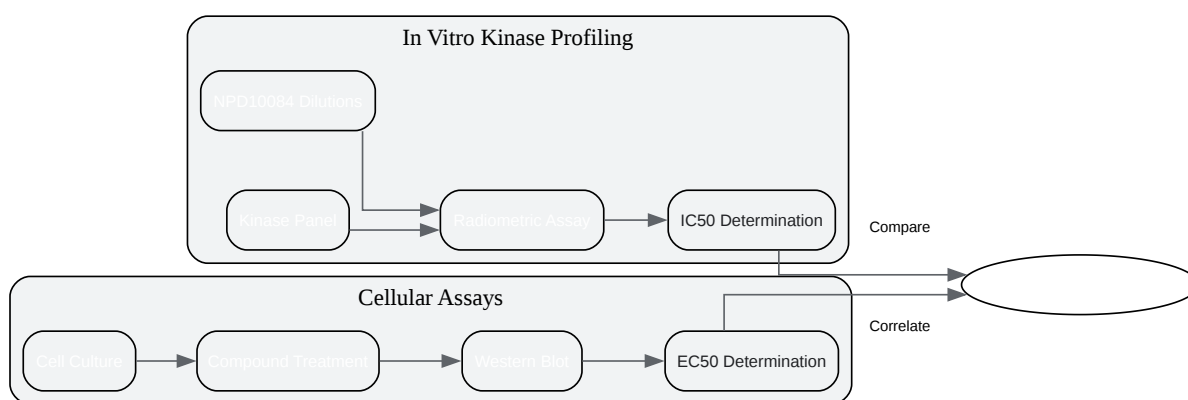 In Vitro Kinase Profiling
NPD10084 Dilutions
Kinase Panel
Radiometric Assay
IC50 Determination
Compare
Cellular Assays
Correlate
Cell Culture
Compound Treatment
Western Blot
EC50 Determination